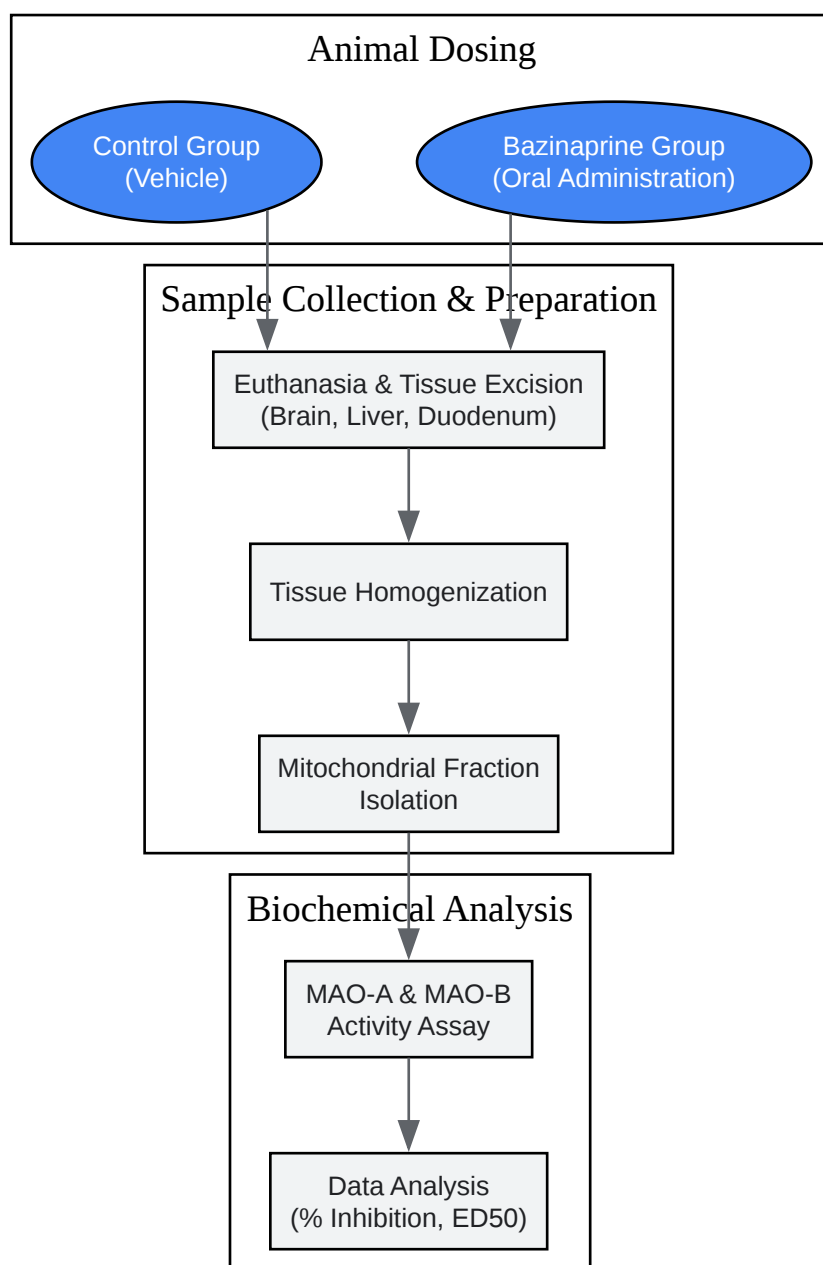 Animal Dosing
Control Group
(Vehicle)
Bazinaprine Group
(Oral Administration)
Sample Collection & Preparation
Euthanasia & Tissue Excision
(Brain, Liver, Duodenum)
Tissue Homogenization
Mitochondrial Fraction
Isolation
Biochemical Analysis
MAO-A & MAO-B
Activity Assay
Data Analysis
(% Inhibition, ED50)